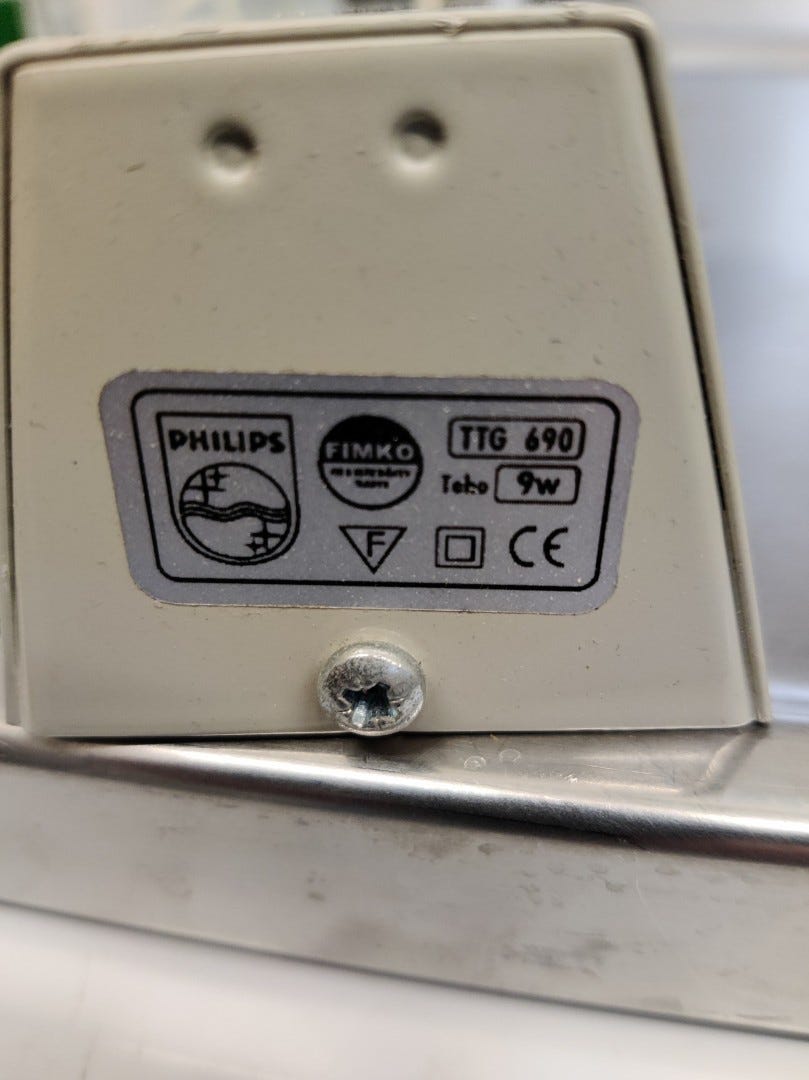 PHILIPS
FIMKO
TTG 690
Teho 9W
F
CE